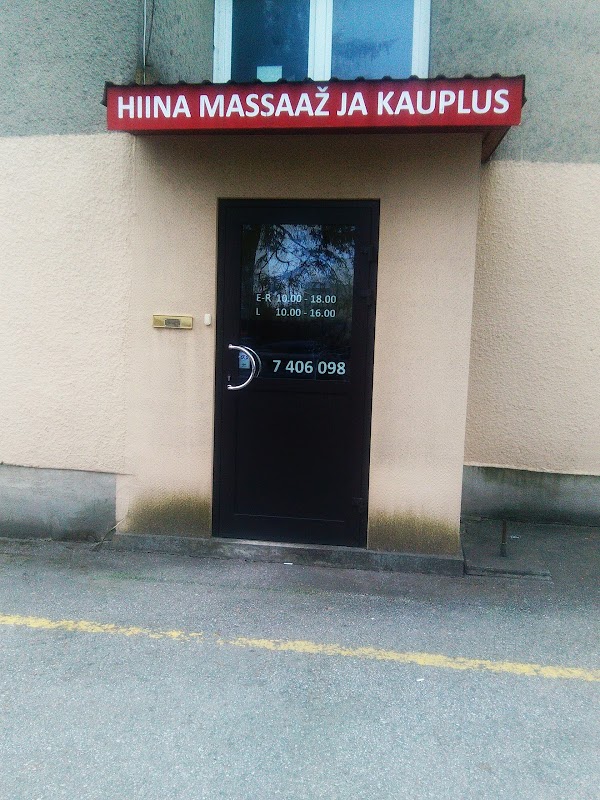 HIINA MASSAAŽ JA KAUPLUS
E-R 10.00 - 18.00
L 10.00 - 16.00
7 406 098